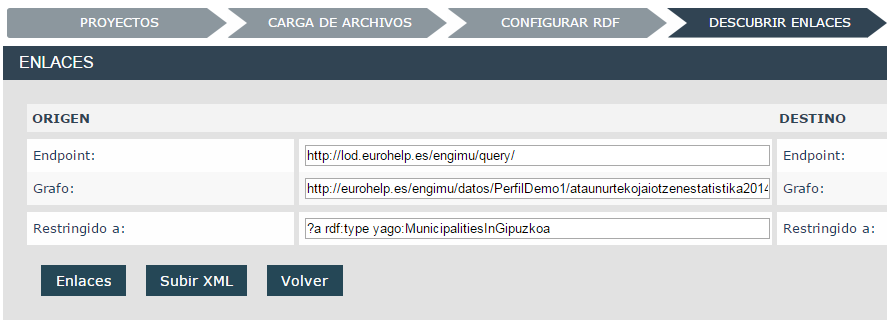 PROYECTOS CARGA DE ARCHIVOS CONFIGURAR RDF DESCUBRIR ENLACES
ENLACES
ORIGEN DESTINO
Endpoint: http://lod.eurohelp.es/engimu/query/ Endpoint:
Grafo: http://eurohelp.es/engimu/datos/PerfilDemo1/ataunurtekojaiotzenestatistika2014 Grafo:
Restringido a: ?a rdf:type yago:MunicipalitiesInGipuzkoa Restringido a:
Enlaces Subir XML Volver